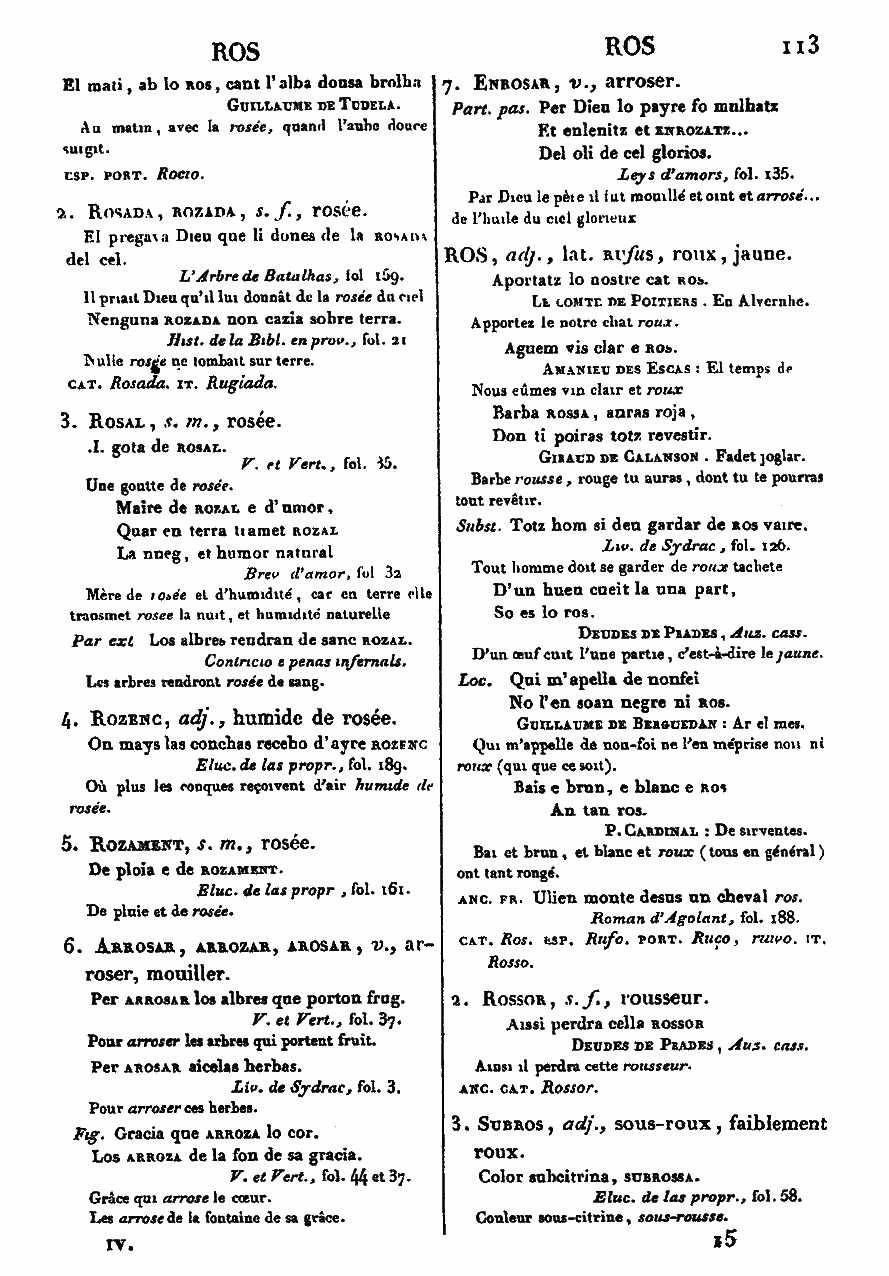 ROS
El mati, ab lo ROS, cant l'alba dousa brolha
GUILLAUME DE TUDELA.
Au matin, avec la rosée, quand l'aube douce
surgit.
ESP. PORT. Rocio.
2. ROSADA, ROZADA, s. f., rosée.
El pregava Dieu que li dones de la ROSADA
del cel.
L'Arbre de Batalhas, fol 159.
Il priait Dieu qu'il lui donnât de la rosée du ciel
Nenguna ROZADA non cazia sobre terra.
Hist. de la Bibl. en prov., fol. 21
Nulle rosée ne tombait sur terre.
CAT. Rosada. IT. Rugiada.
3. ROSAL, s. m., rosée.
.I. gota de ROSAL.
V. et Vert., fol. 35.
Une goutte de rosée.
Maire de ROZAL e d'umor,
Quar en terra tramet ROZAL
La nueg, et humor natural
Brev d'amor, fol 32
Mère de rosée et d'humidité, car en terre elle
transmet rosee la nuit, et humidité naturelle
Par ext Los albres rendran de sanc ROZAL.
Contricio e penas infernals.
Les arbres rendront rosée de sang.
4. ROZENC, adj., humide de rosée.
On mays las conchas recebo d'ayre ROZENC
Eluc. de las propr., fol. 189.
Où plus les conques reçoivent d'air humide de
rosée.
5. ROZAMENT, s. m., rosée.
De ploia e de ROZAMENT.
Eluc. de las propr, fol. 161.
De pluie et de rosée.
6. ARROSAR, ARROZAR, AROSAR, v., ar-
roser, mouiller.
Per ARROSAR los albres que porton frug.
V. et Vert., fol. 37.
Pour arroser les arbres qui portent fruit.
Per AROSAR aicelas herbas.
Liv. de Sydrac, fol. 3.
Pour arroser ces herbes.
Fig. Gracia que ARROZA lo cor.
Los ARROZA de la fon de sa gracia.
V. et Vert., fol. 44 et 37.
Grâce qui arrose le cœur.
Les arrose de la fontaine de sa grâce.
IV.
ROS 113
7. ENROSAR, v., arroser.
Part. pas. Per Dieu lo payre fo mulhatz
Et enlenitz et ENROZATZ...
Del oli de cel glorios.
Leys d'amors, fol. 135.
Par Dieu le père il fut mouillé et oint et arrosé...
de l'huile du ciel glorieux
ROS, adj., lat. RUfus, roux, jaune.
Aportatz lo nostre cat ROS.
LE COMTE DE POITIERS . En Alvernhe.
Apportez le notre chat roux.
Aguem vis clar e ROS.
AMANIEU DES ESCAS : El temps de
Nous eûmes vin clair et roux
Barba ROSSA, auras roja,
Don ti poiras totz revestir.
GIRAUD DE CALANSON . Fadet joglar.
Barbe rousse, rouge tu auras, dont tu te pourras
tout revêtir.
Subst. Totz hom si deu gardar de ROS vaire.
Liv. de Sydrac, fol. 126.
Tout homme doit se garder de roux tachete
D'un hueu cueit la una part,
So es lo ros.
DEUDES DE PRADES, Auz. cass.
D'un œuf cuit l'une partie, c'est-à-dire le jaune.
Loc. Qui m'apella de nonfei
No l'en soan negre ni ROS.
GUILLAUME DE BERGUEDAN : Ar el mes.
Qui m'appelle de non-foi ne l'en méprise noir ni
roux (qui que ce soit).
Bais e brun, e blanc e ROS
An tan ros.
P. CARDINAL : De sirventes.
Bai et brun, et blanc et roux (tous en général)
ont tant rongé.
ANC. FR. Ulien monte desus un cheval ros.
Roman d'Agolant, fol. 188.
CAT. Ros. ESP. Rufo. PORT. Ruço, ruivo. IT.
Rosso.
2. ROSSOR, s. f., rousseur.
Aissi perdra cella ROSSOR
DEUDES DE PRADES, Auz. cass.
Ainsi il perdra cette rousseur.
ANC. CAT. Rossor.
3. SUBROS, adj., sous-roux, faiblement
roux.
Color subcitrina, SUBROSSA.
Eluc. de las propr., fol. 58.
Couleur sous-citrine, sous-rousse.
15